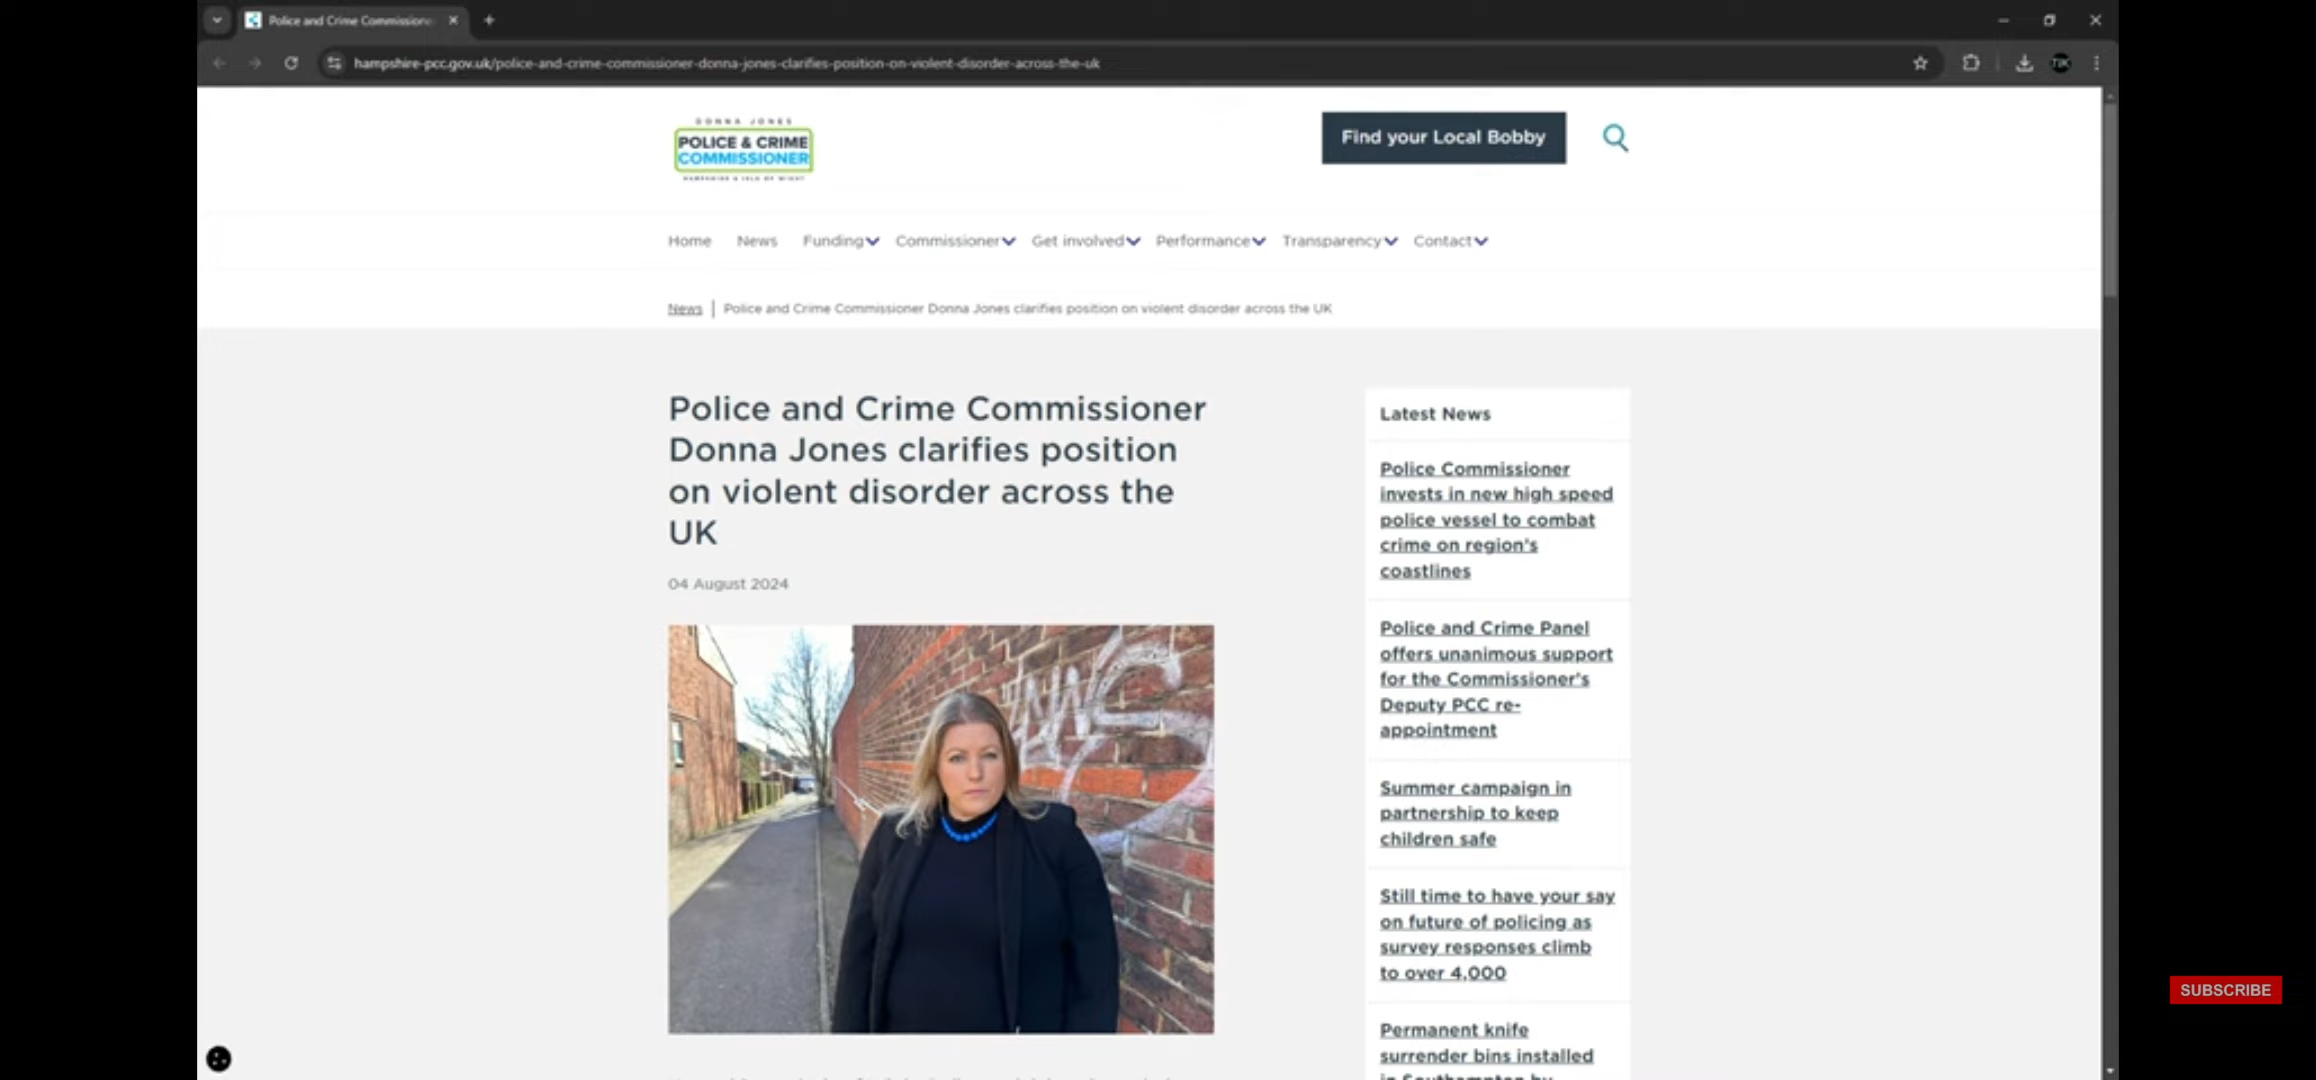 Police and Crime Commissione
hampshire-pcc.gov.uk/police-and-crime-commissioner-donna-jones-clarifies-position-on-violent-disorder-across-the-uk
TIK
DONNA JONES
POLICE & CRIME
COMMISSIONER
HAMPSHIRE & ISLE OF WIGHT
Find your Local Bobby
Home News Funding Commissioner Get involved Performance Transparency Contact
News | Police and Crime Commissioner Donna Jones clarifies position on violent disorder across the UK
Police and Crime Commissioner
Donna Jones clarifies position
on violent disorder across the
UK
04 August 2024
Latest News
Police Commissioner
invests in new high speed
police vessel to combat
crime on region's
coastlines
Police and Crime Panel
offers unanimous support
for the Commissioner's
Deputy PCC re-
appointment
Summer campaign in
partnership to keep
children safe
Still time to have your say
on future of policing as
survey responses climb
to over 4,000
Permanent knife
surrender bins installed
in Southampton by
SUBSCRIBE